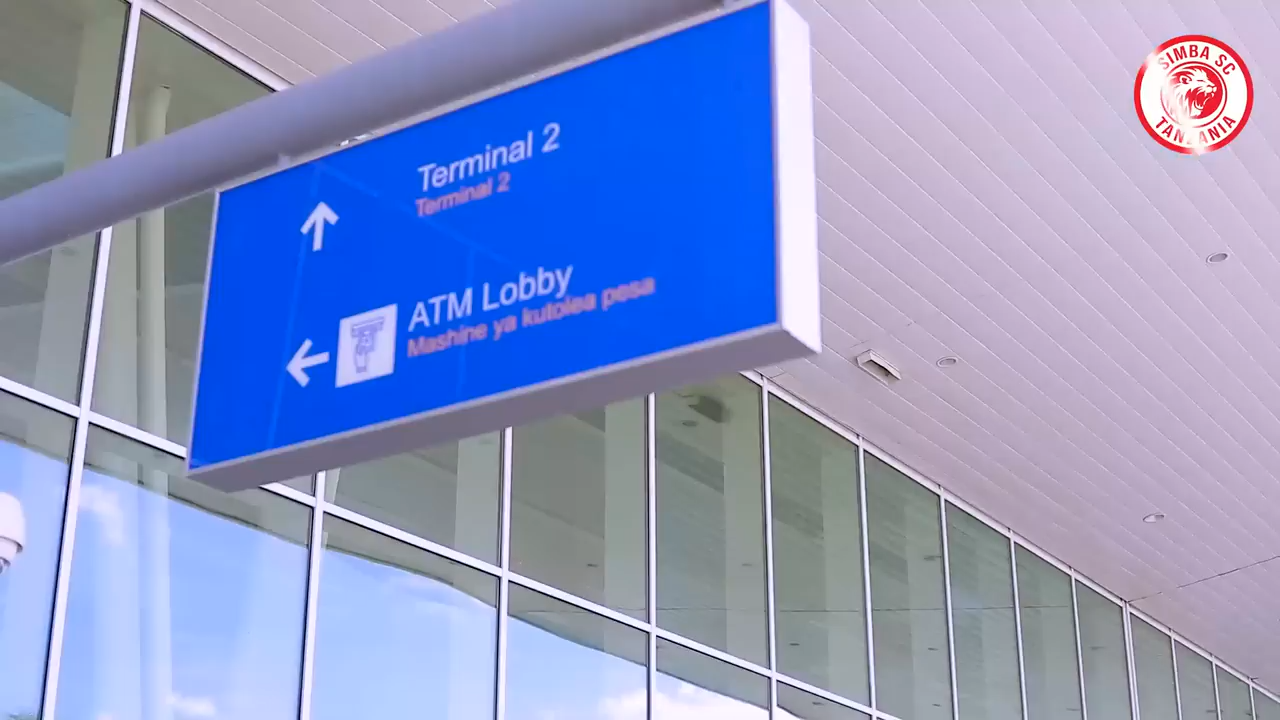 Terminal 2
Terminal 2
ATM Lobby
Mashine ya kutolea pesa
SIMBA SC
TANZANIA